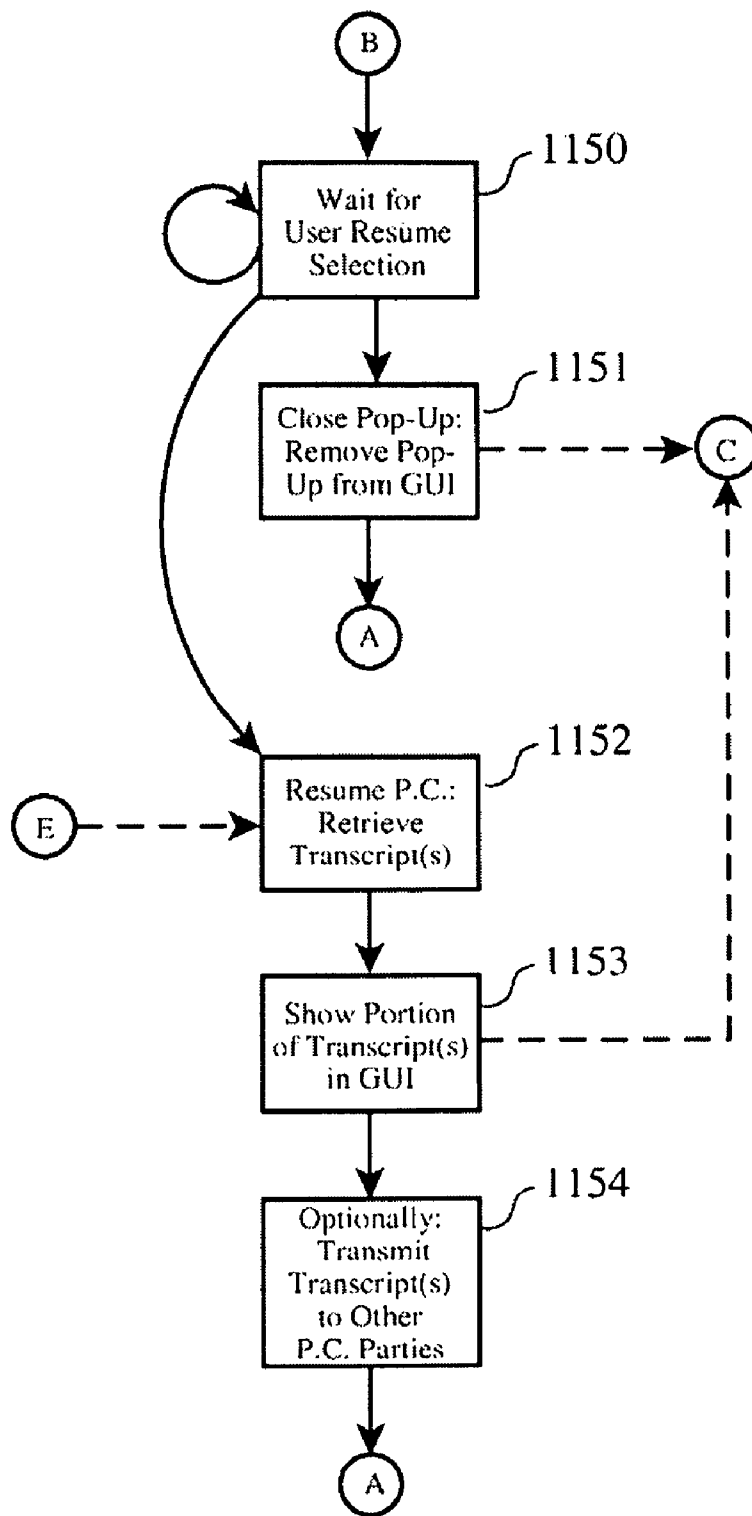 B
1150
Wait for
User Resume
Selection
1151
Close Pop-Up:
Remove Pop-
Up from GUI
C
A
1152
Resume P.C.:
Retrieve
Transcript(s)
E
1153
Show Portion
of Transcript(s)
in GUI
1154
Optionally:
Transmit
Transcript(s)
to Other
P.C. Parties
A